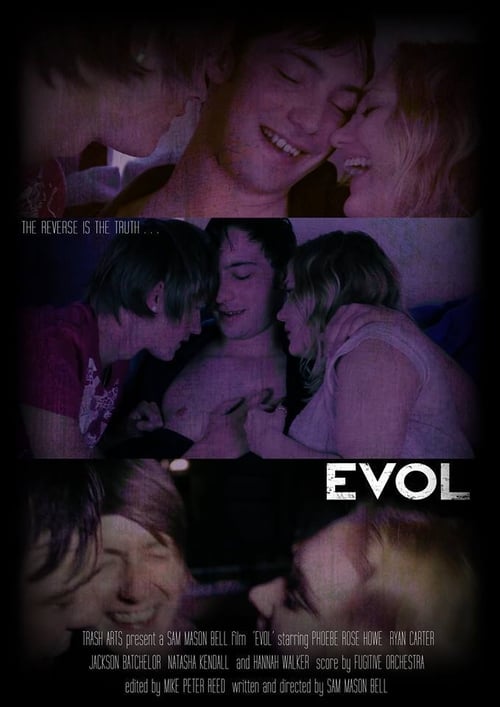 THE REVERSE IS THE TRUTH . . .
EVOL
TRASH ARTS present a SAM MASON BELL film 'EVOL' starring PHOEBE ROSE HOWE RYAN CARTER
JACKSON BATCHELOR NATASHA KENDALL and HANNAH WALKER score by FUGITIVE ORCHESTRA
edited by MIKE PETER REED written and directed by SAM MASON BELL